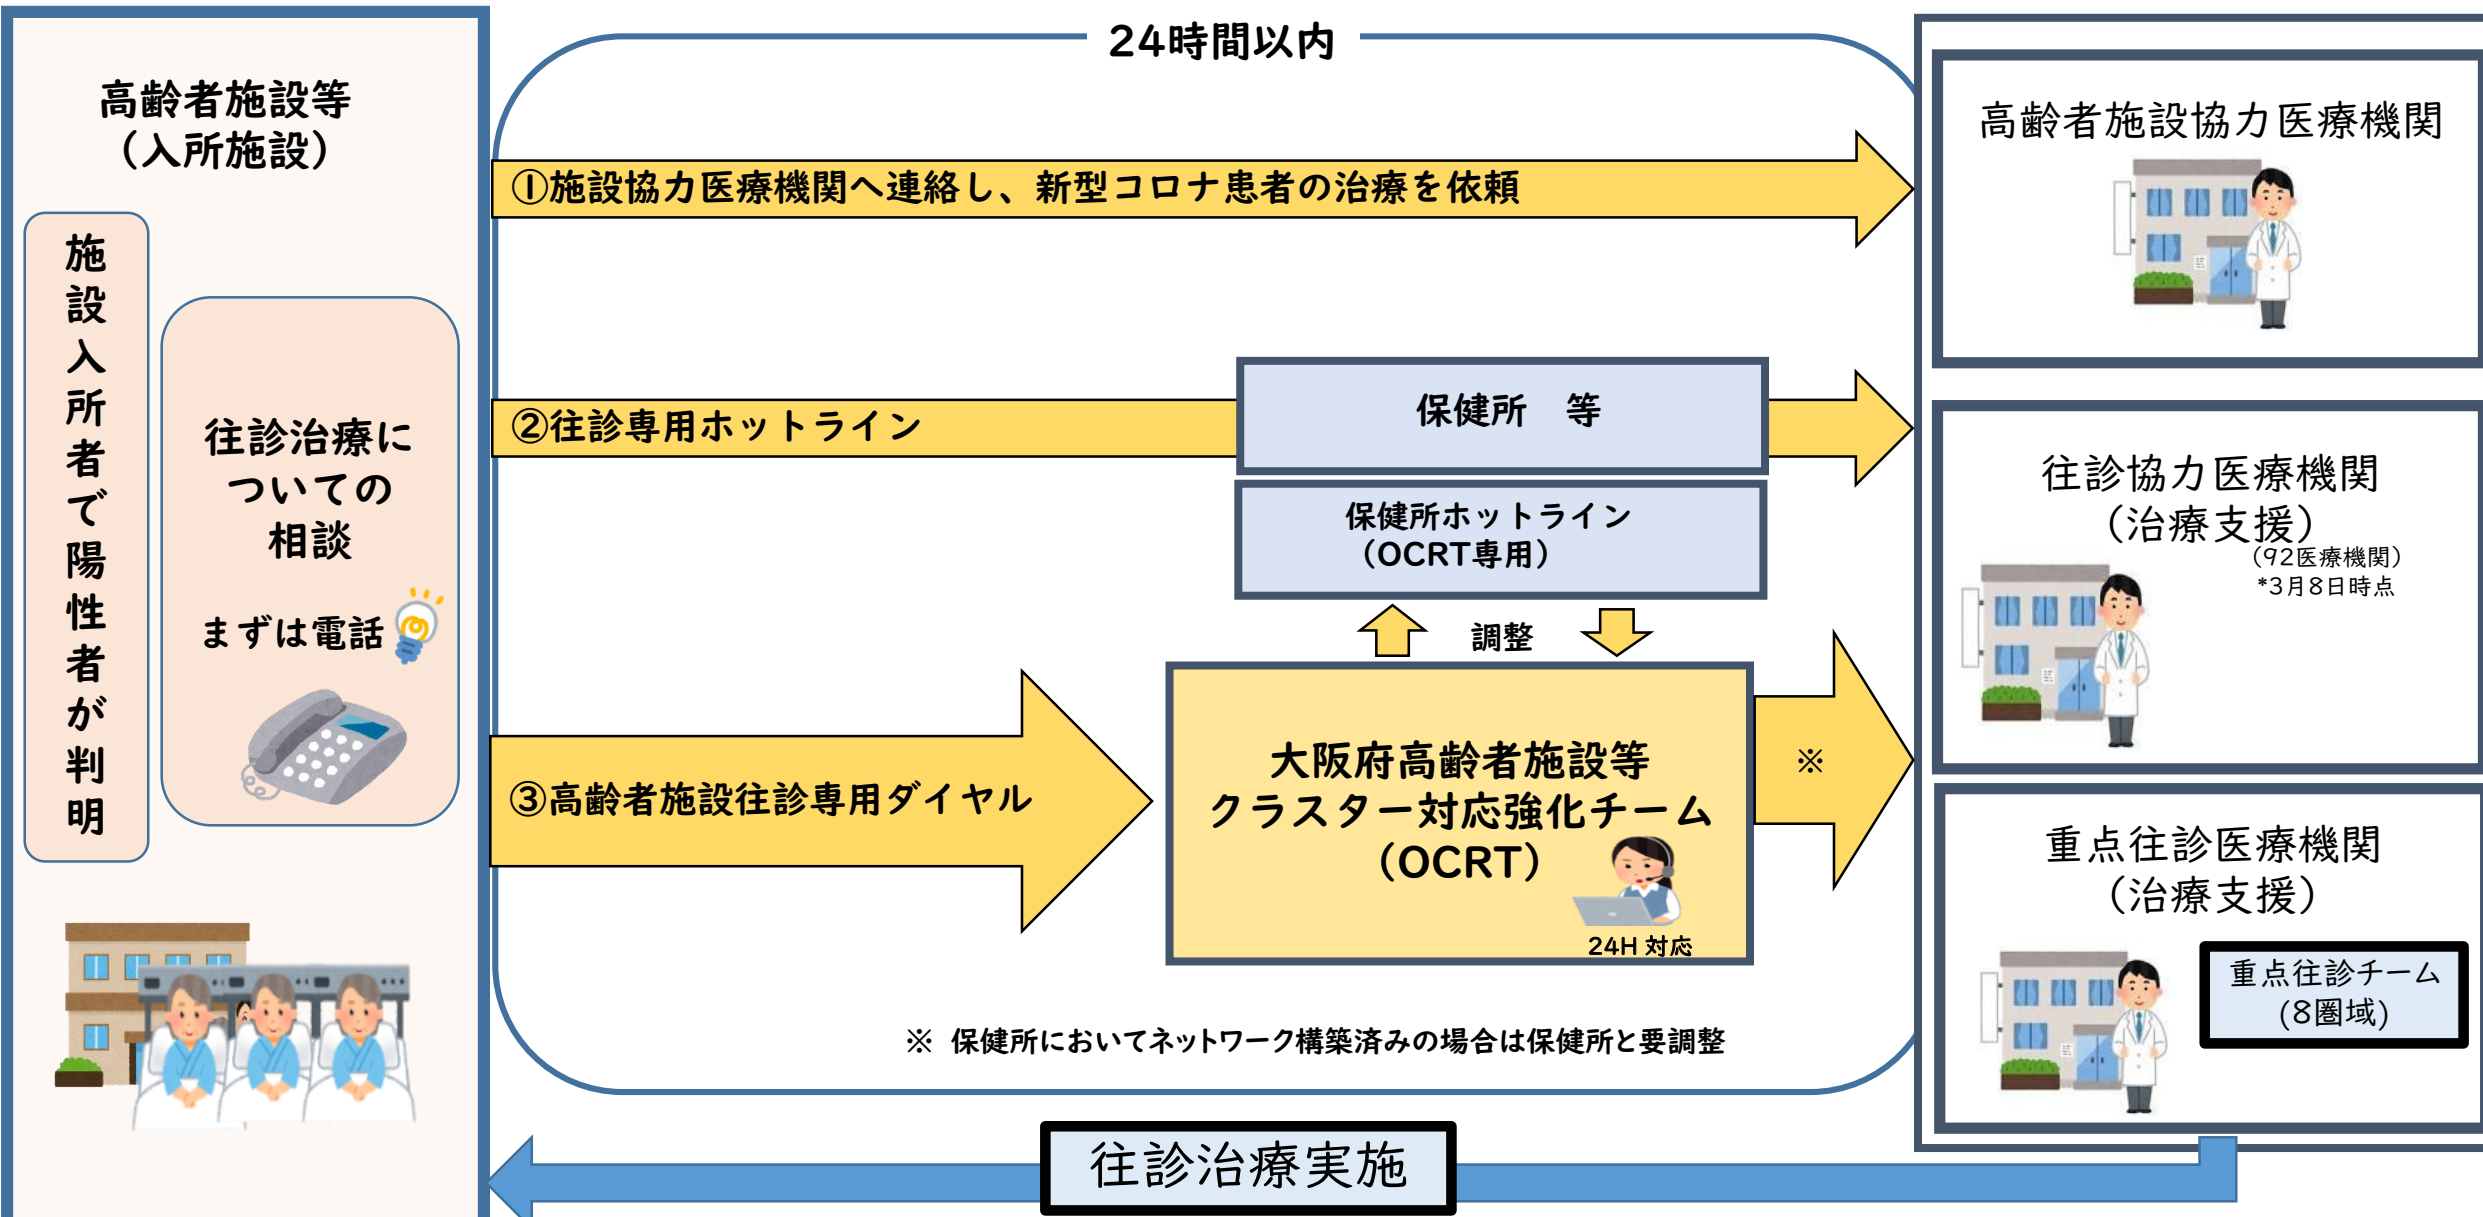 24時間以内
高齢者施設等
（入所施設）
施設入所者で陽性者が判明
往診治療に
ついての
相談
まずは電話
①施設協力医療機関へ連絡し、新型コロナ患者の治療を依頼
②往診専用ホットライン
保健所　等
保健所ホットライン
（OCRT専用）
調整
③高齢者施設往診専用ダイヤル
大阪府高齢者施設等
クラスター対応強化チーム
（OCRT）
24H 対応
※
※ 保健所においてネットワーク構築済みの場合は保健所と要調整
高齢者施設協力医療機関
往診協力医療機関
（治療支援）
（92医療機関）
*3月8日時点
重点往診医療機関
（治療支援）
重点往診チーム
(8圏域)
往診治療実施